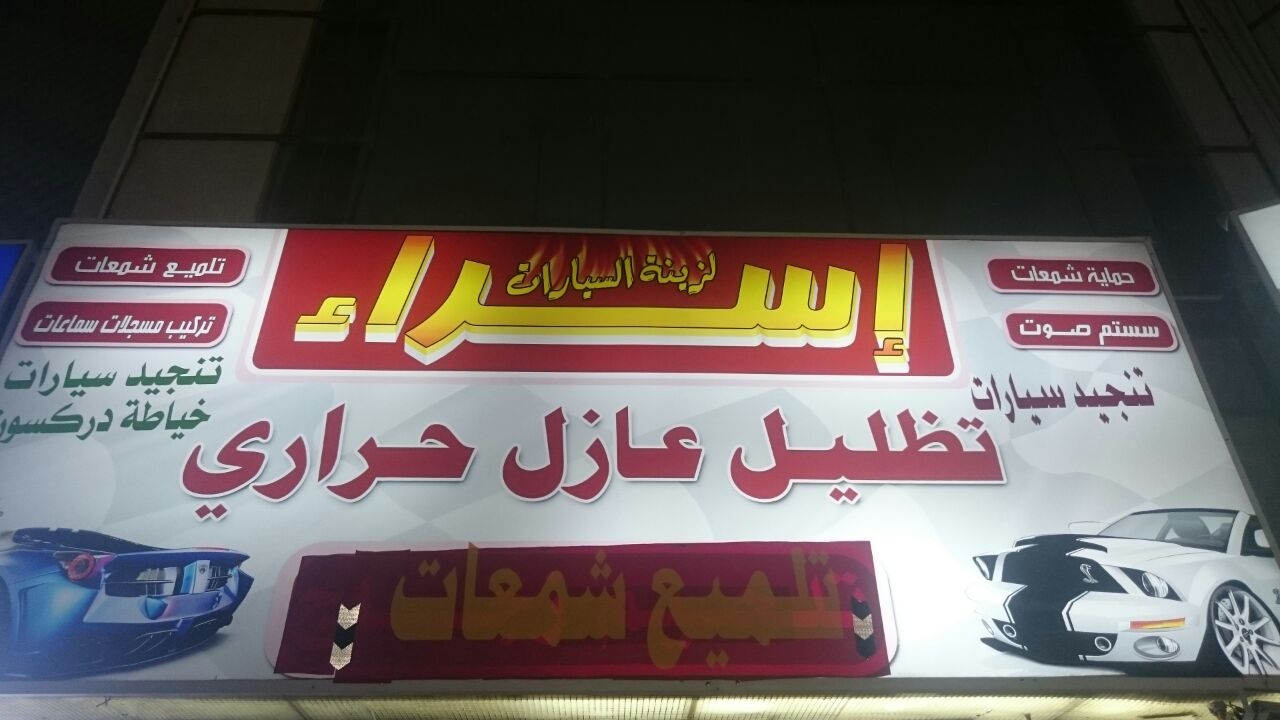 لزينة السيارات
إسراء
حماية شمعات
سستم صوت
تنجيد سيارات
تلميع شمعات
تركيب مسجلات سماعات
تنجيد سيارات
خياطة دركسون
تظليل عازل حراري
تلميع شمعات